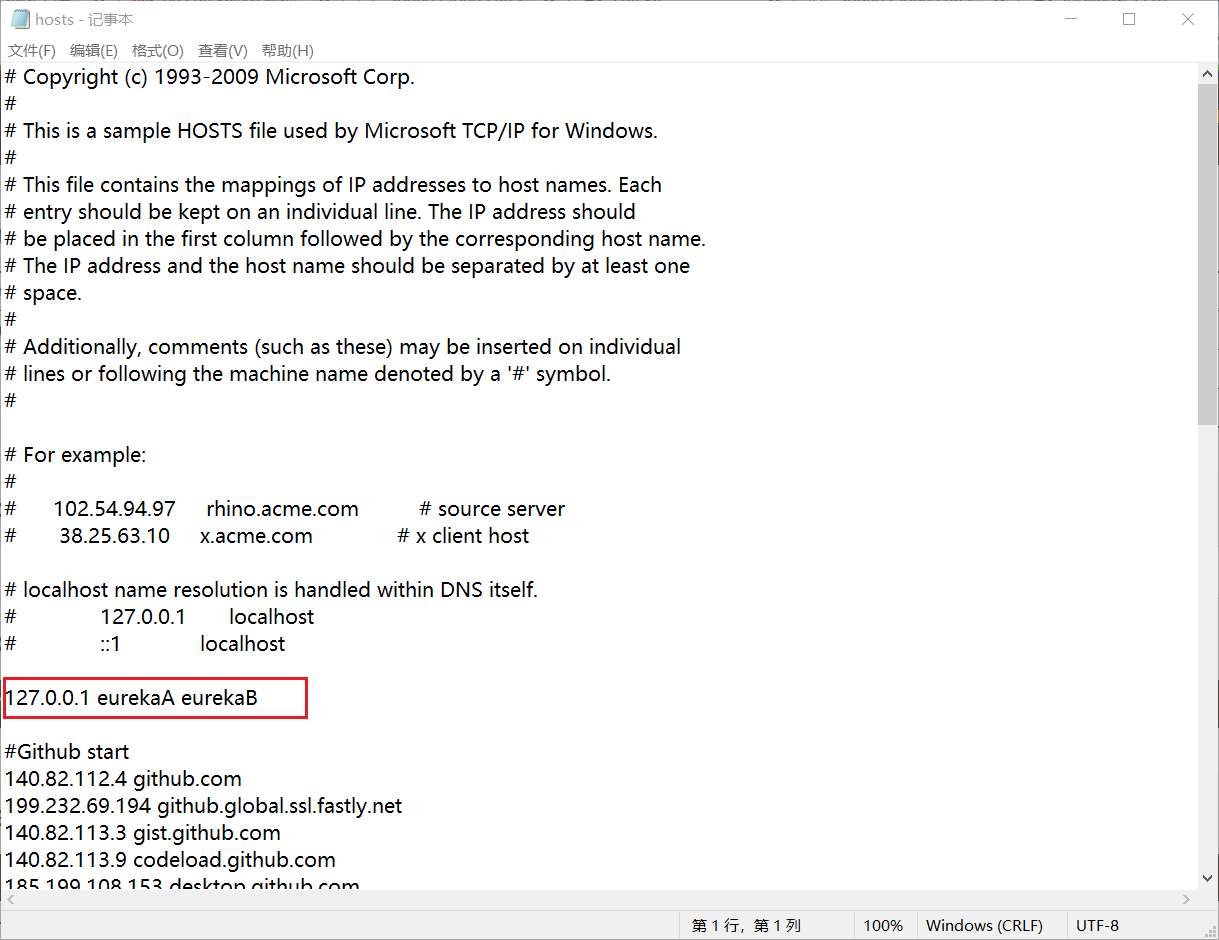 hosts - 记事本
文件(F) 编辑(E) 格式(O) 查看(V) 帮助(H)
# Copyright (c) 1993-2009 Microsoft Corp.
#
# This is a sample HOSTS file used by Microsoft TCP/IP for Windows.
#
# This file contains the mappings of IP addresses to host names. Each
# entry should be kept on an individual line. The IP address should
# be placed in the first column followed by the corresponding host name.
# The IP address and the host name should be separated by at least one
# space.
#
# Additionally, comments (such as these) may be inserted on individual
# lines or following the machine name denoted by a '#' symbol.
#
# For example:
#
# 102.54.94.97 rhino.acme.com # source server
# 38.25.63.10 x.acme.com # x client host
# localhost name resolution is handled within DNS itself.
# 127.0.0.1 localhost
# ::1 localhost
127.0.0.1 eurekaA eurekaB
#Github start
140.82.112.4 github.com
199.232.69.194 github.global.ssl.fastly.net
140.82.113.3 gist.github.com
140.82.113.9 codeload.github.com
185.199.108.153 desktop.github.com
第 1 行，第 1 列 100% Windows (CRLF) UTF-8